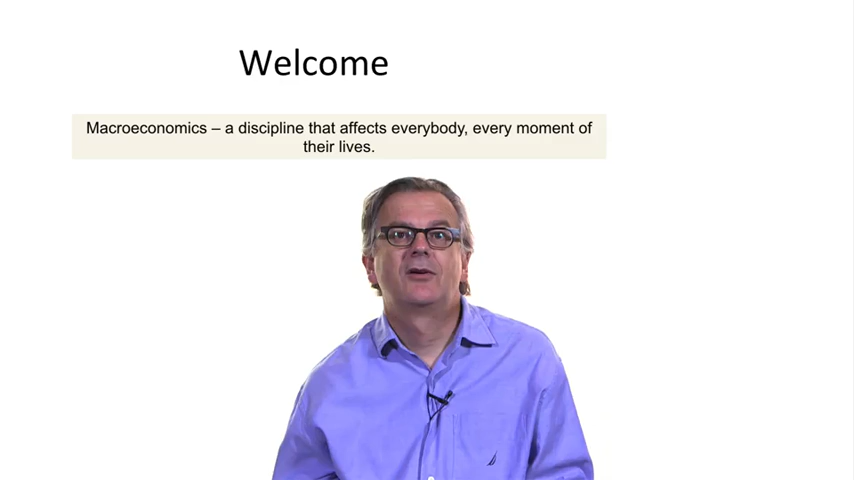 Welcome
Macroeconomics – a discipline that affects everybody, every moment of
their lives.